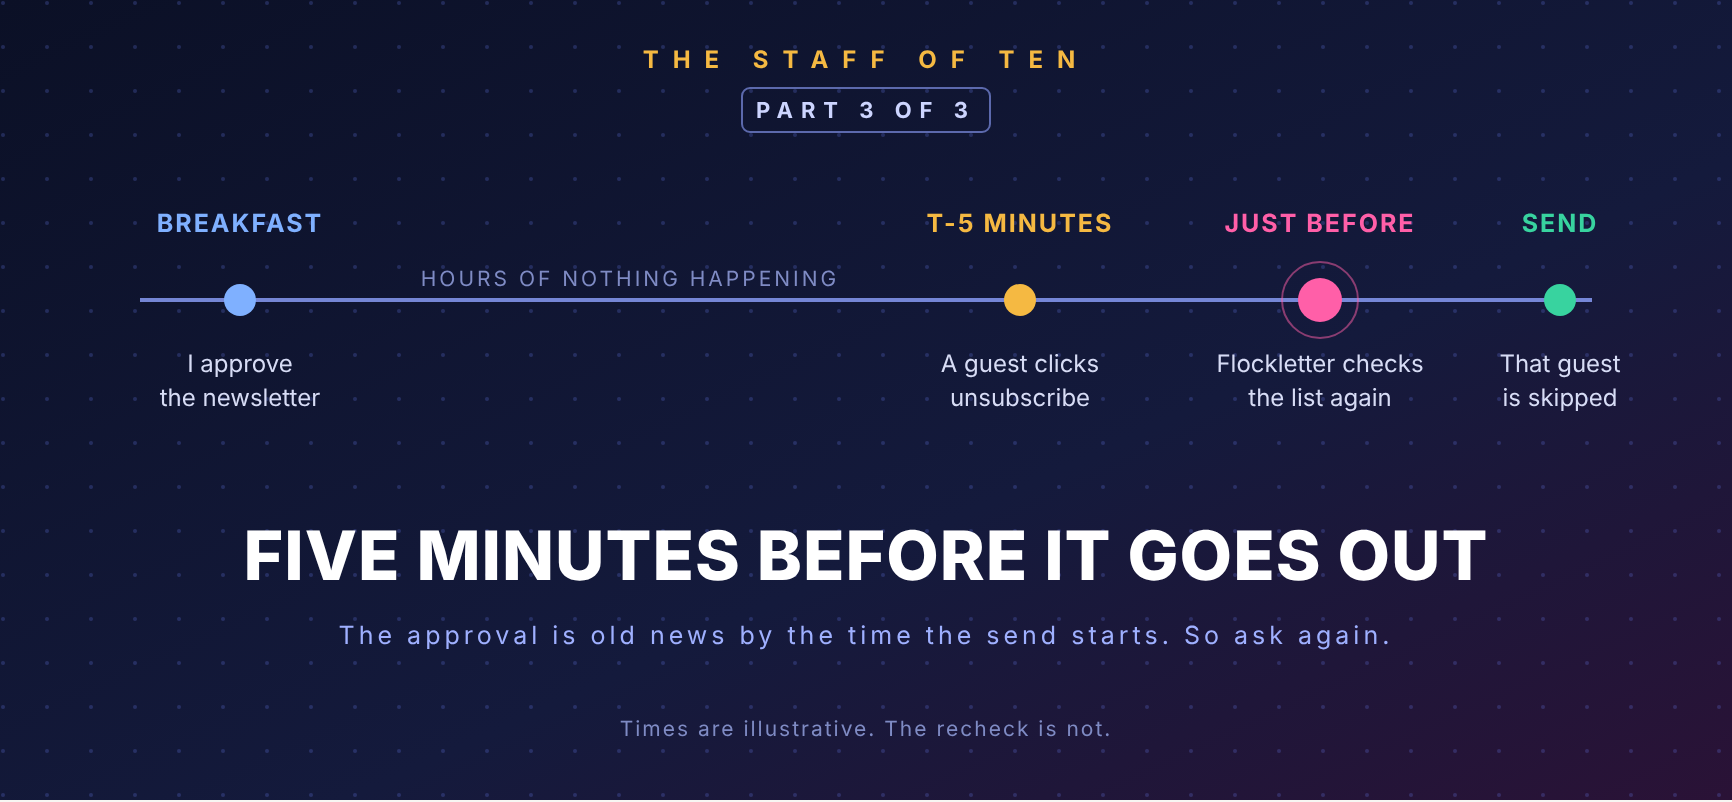 THE STAFF OF TEN
PART 3 OF 3
BREAKFAST
T-5 MINUTES
JUST BEFORE
SEND
HOURS OF NOTHING HAPPENING
I approve
the newsletter
A guest clicks
unsubscribe
Flockletter checks
the list again
That guest
is skipped
FIVE MINUTES BEFORE IT GOES OUT
The approval is old news by the time the send starts. So ask again.
Times are illustrative. The recheck is not.